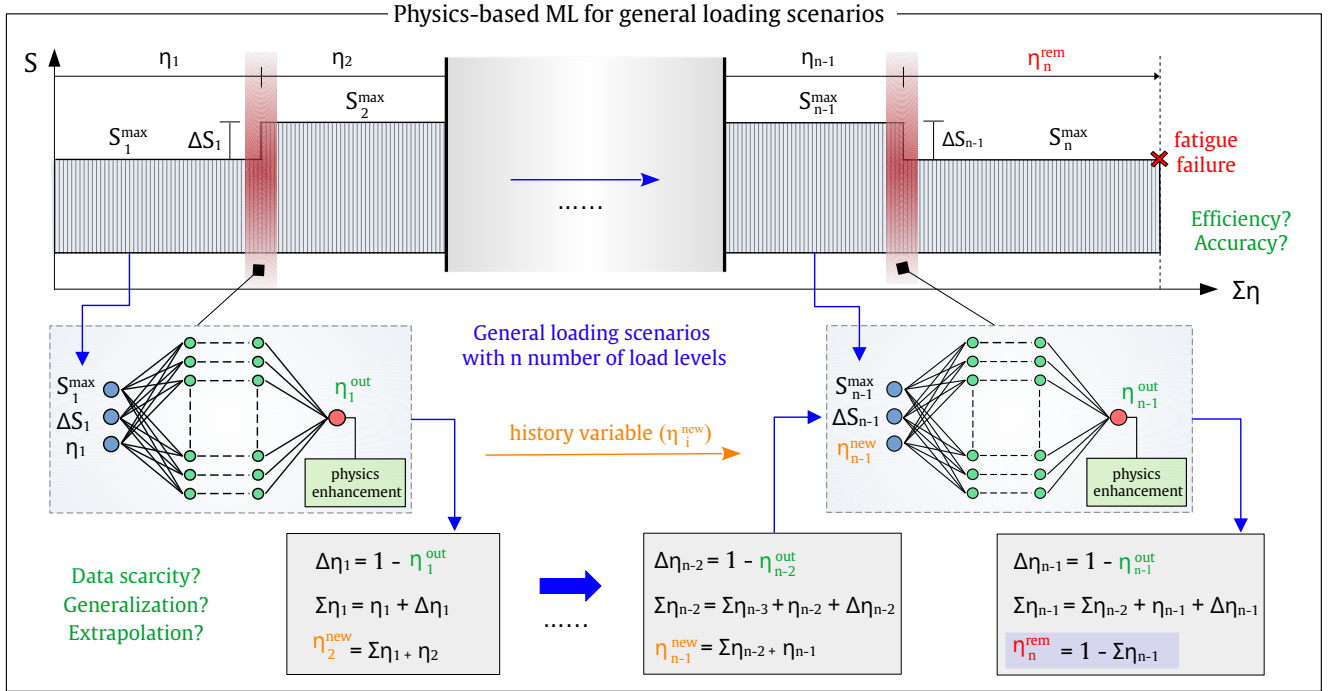 Physics-based ML for general loading scenarios
S
η₁
η₂
ηₙ₋₁
ηₙʳᵉᵐ
S₁ᵐᵃˣ
ΔS₁
S₂ᵐᵃˣ
......
Sₙ₋₁ᵐᵃˣ
ΔSₙ₋₁
Sₙᵐᵃˣ
fatigue
failure
Efficiency?
Accuracy?
Ση
General loading scenarios
with n number of load levels
S₁ᵐᵃˣ
ΔS₁
η₁
η₁ᵒᵘᵗ
physics
enhancement
history variable (ηᵢⁿᵉʷ)
Sₙ₋₁ᵐᵃˣ
ΔSₙ₋₁
ηₙ₋₁ⁿᵉʷ
ηₙ₋₁ᵒᵘᵗ
physics
enhancement
Data scarcity?
Generalization?
Extrapolation?
Δη₁ = 1 - η₁ᵒᵘᵗ
Ση₁ = η₁ + Δη₁
η₂ⁿᵉʷ = Ση₁ + η₂
......
Δηₙ₋₂ = 1 - ηₙ₋₂ᵒᵘᵗ
Σηₙ₋₂ = Σηₙ₋₃ + ηₙ₋₂ + Δηₙ₋₂
ηₙ₋₁ⁿᵉʷ = Σηₙ₋₂ + ηₙ₋₁
Δηₙ₋₁ = 1 - ηₙ₋₁ᵒᵘᵗ
Σηₙ₋₁ = Σηₙ₋₂ + ηₙ₋₁ + Δηₙ₋₁
ηₙʳᵉᵐ = 1 - Σηₙ₋₁